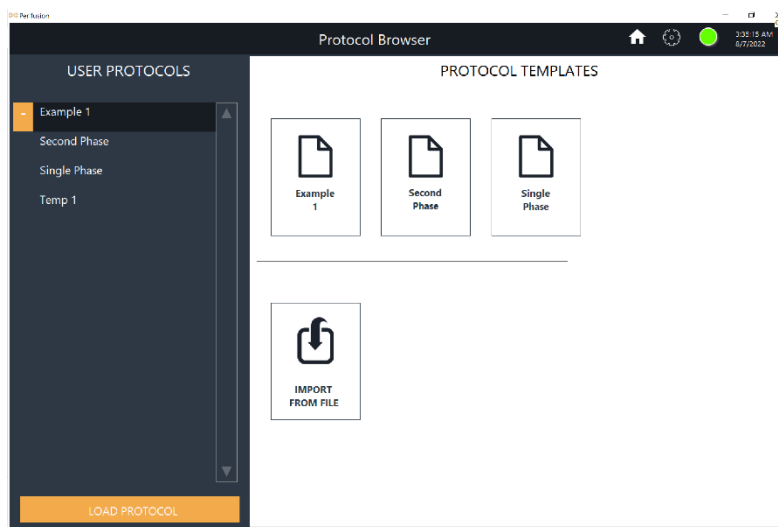 Perfusion
Protocol Browser
3:35:15 AM
8/7/2022
USER PROTOCOLS
- Example 1
Second Phase
Single Phase
Temp 1
LOAD PROTOCOL
PROTOCOL TEMPLATES
Example
1
Second
Phase
Single
Phase
IMPORT
FROM FILE